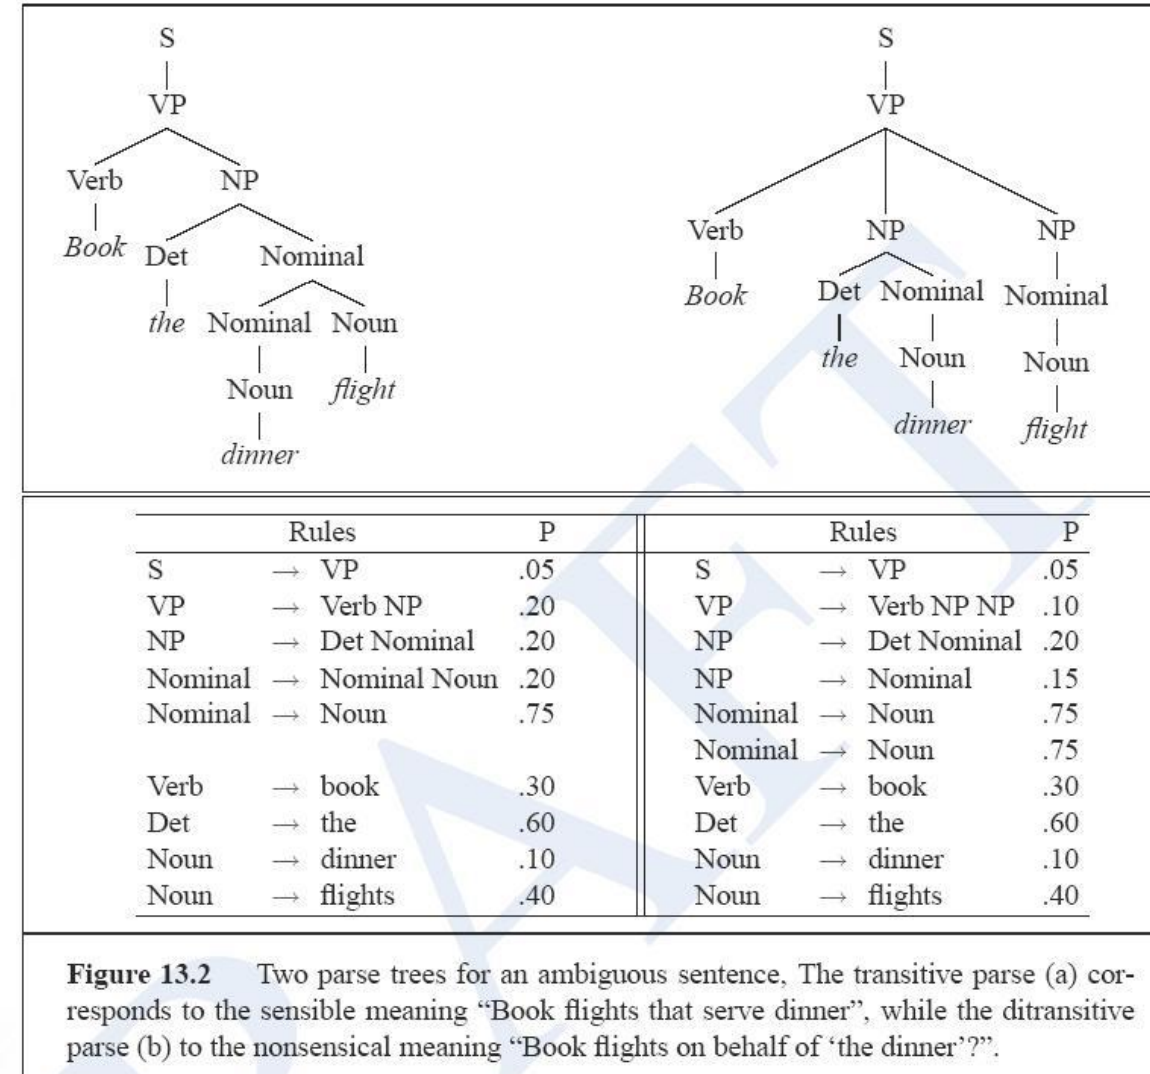 S
VP
Verb NP
Book Det Nominal
the Nominal Noun
Noun flight
dinner
S
VP
Verb NP NP
Book Det Nominal Nominal
the Noun Noun
dinner flight
Rules P
S → VP .05
VP → Verb NP .20
NP → Det Nominal .20
Nominal → Nominal Noun .20
Nominal → Noun .75
Verb → book .30
Det → the .60
Noun → dinner .10
Noun → flights .40
Rules P
S → VP .05
VP → Verb NP NP .10
NP → Det Nominal .20
NP → Nominal .15
Nominal → Noun .75
Nominal → Noun .75
Verb → book .30
Det → the .60
Noun → dinner .10
Noun → flights .40
Figure 13.2 Two parse trees for an ambiguous sentence, The transitive parse (a) cor-
responds to the sensible meaning “Book flights that serve dinner”, while the ditransitive
parse (b) to the nonsensical meaning “Book flights on behalf of ‘the dinner’?”.